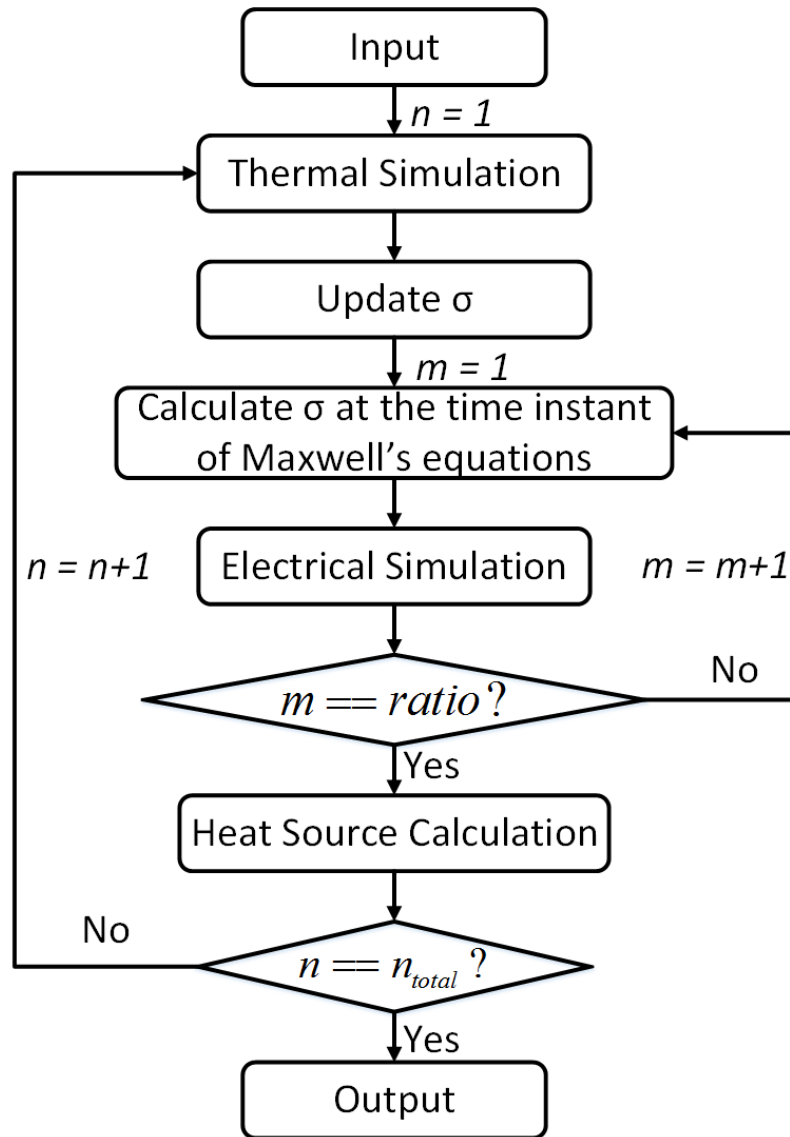 Input
n = 1
Thermal Simulation
Update σ
m = 1
Calculate σ at the time instant
of Maxwell’s equations
n = n+1
Electrical Simulation
m = m+1
m == ratio?
No
Yes
Heat Source Calculation
No
n == n_total ?
Yes
Output